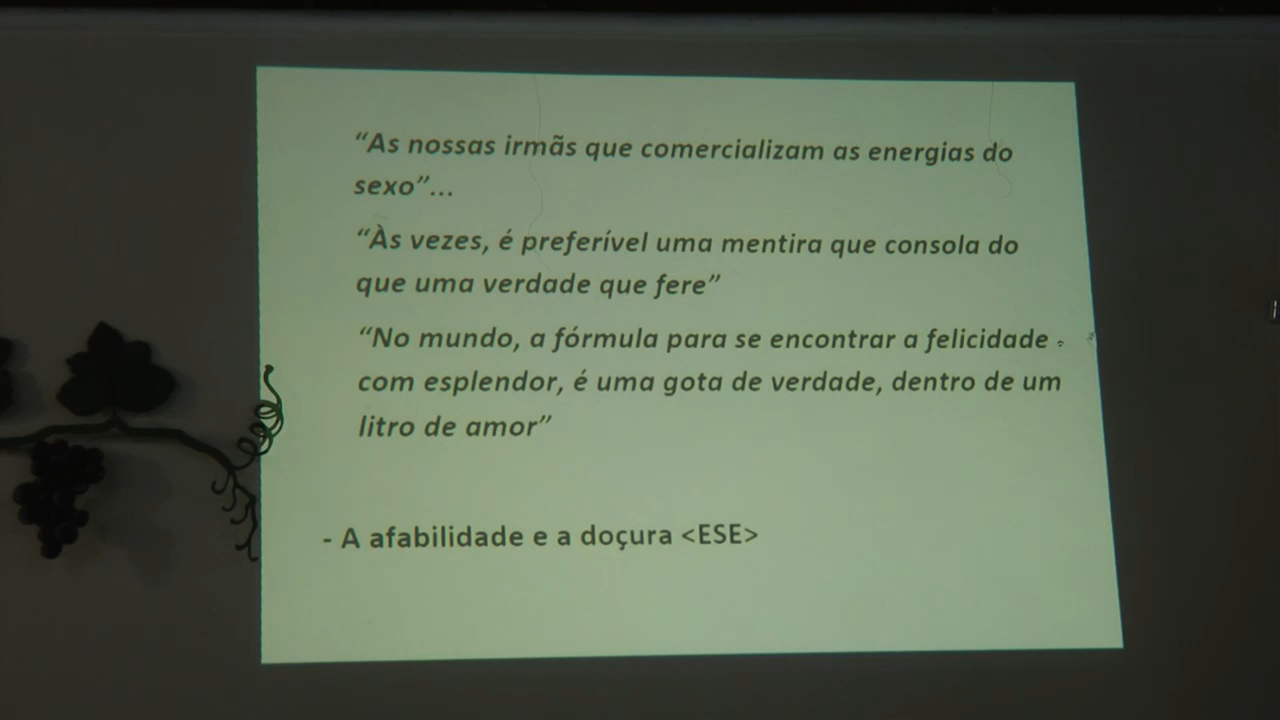 “As nossas irmãs que comercializam as energias do
sexo”...
“Às vezes, é preferível uma mentira que consola do
que uma verdade que fere”
“No mundo, a fórmula para se encontrar a felicidade
com esplendor, é uma gota de verdade, dentro de um
litro de amor”
- A afabilidade e a doçura <ESE>